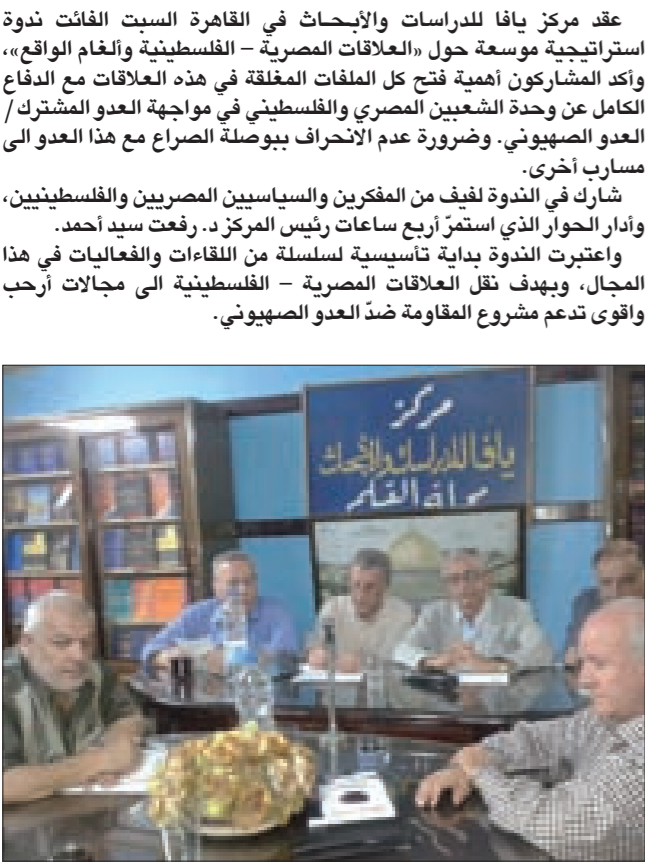 عقد مركز يافا للدراسات والأبـحـاث في القاهرة السبت الفائت ندوة
استراتيجية موسعة حول «العلاقات المصرية – الفلسطينية وألغام الواقع»،
وأكد المشاركون أهمية فتح كل الملفات المغلقة في هذه العلاقات مع الدفاع
الكامل عن وحدة الشعبين المصري والفلسطيني في مواجهة العدو المشترك/
العدو الصهيوني. وضرورة عدم الانحراف ببوصلة الصراع مع هذا العدو الى
مسارب أخرى.
شارك في الندوة لفيف من المفكرين والسياسيين المصريين والفلسطينيين،
وأدار الحوار الذي استمرّ أربع ساعات رئيس المركز د. رفعت سيد أحمد.
واعتبرت الندوة بداية تأسيسية لسلسلة من اللقاءات والفعاليات في هذا
المجال، وبهدف نقل العلاقات المصرية – الفلسطينية الى مجالات أرحب
واقوى تدعم مشروع المقاومة ضدّ العدو الصهيوني.
مركز
يافا للدراسات والأبحاث